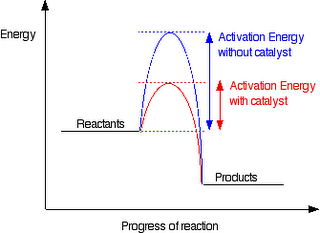 Energy
Activation Energy
without catalyst
Activation Energy
with catalyst
Reactants
Products
Progress of reaction